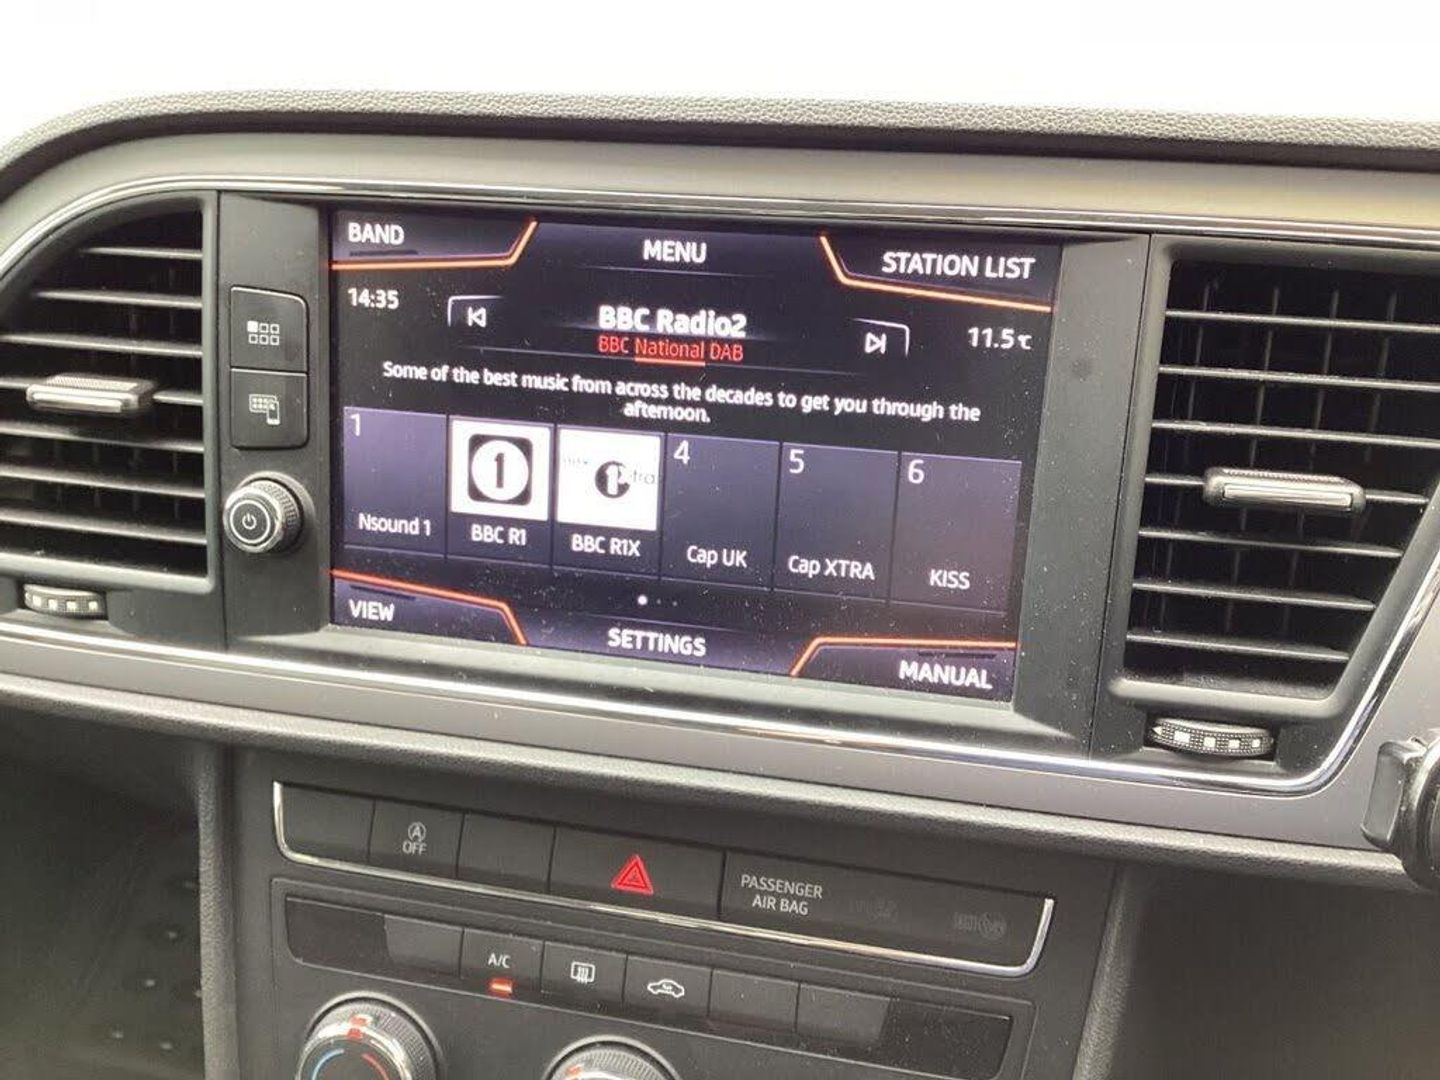 BAND
MENU
STATION LIST
14:35
BBC Radio2
11.5℃
BBC National DAB
Some of the best music from across the decades to get you through the
afternoon.
1
4
5
6
1
1
Nsound 1
BBC R1
BBC R1X
Cap UK
Cap XTRA
KISS
VIEW
SETTINGS
MANUAL
A
OFF
PASSENGER
AIR BAG
A/C